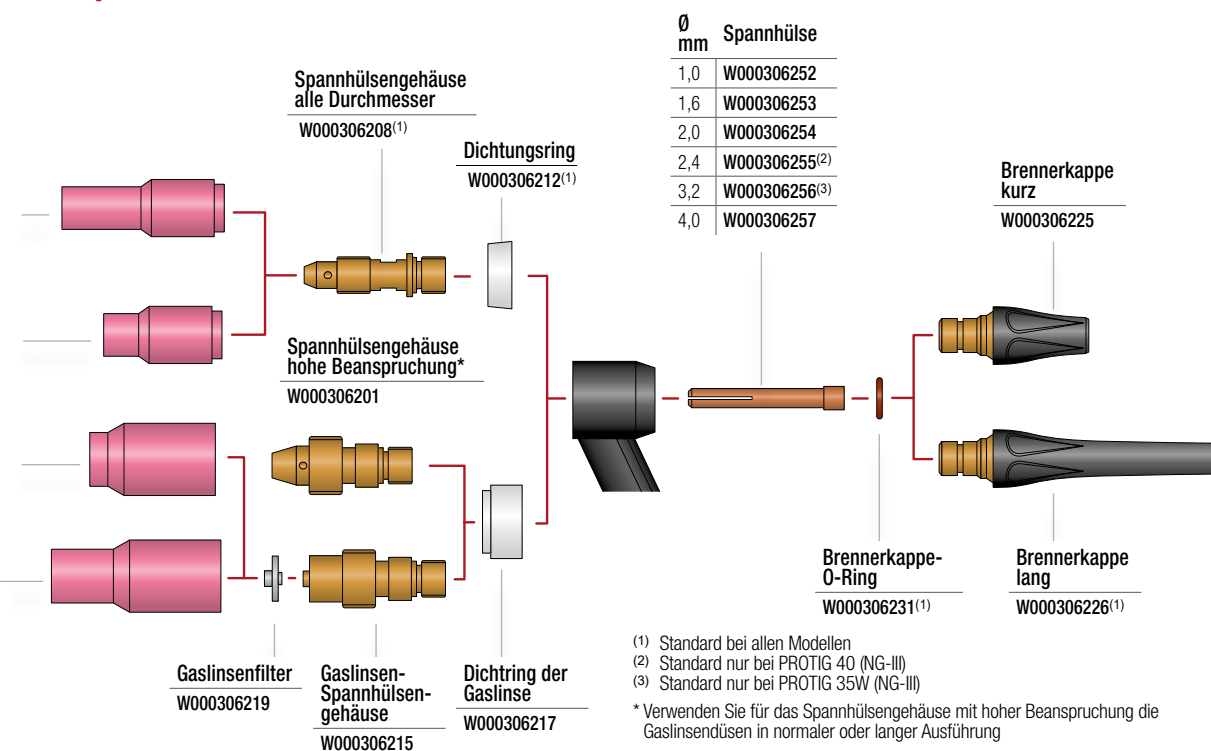 Ø
mm Spannhülse
1,0 W000306252
1,6 W000306253
2,0 W000306254
2,4 W000306255(2)
3,2 W000306256(3)
4,0 W000306257
Spannhülsengehäuse
alle Durchmesser
W000306208(1)
Dichtungsring
W000306212(1)
Brennerkappe
kurz
W000306225
Spannhülsengehäuse
hohe Beanspruchung*
W000306201
Brennerkappe-
O-Ring
W000306231(1)
Brennerkappe
lang
W000306226(1)
Gaslinsenfilter
W000306219
Gaslinsen-
Spannhülsen-
gehäuse
W000306215
Dichtring der
Gaslinse
W000306217
(1) Standard bei allen Modellen
(2) Standard nur bei PROTIG 40 (NG-III)
(3) Standard nur bei PROTIG 35W (NG-III)
* Verwenden Sie für das Spannhülsengehäuse mit hoher Beanspruchung die
Gaslinsendüsen in normaler oder langer Ausführung